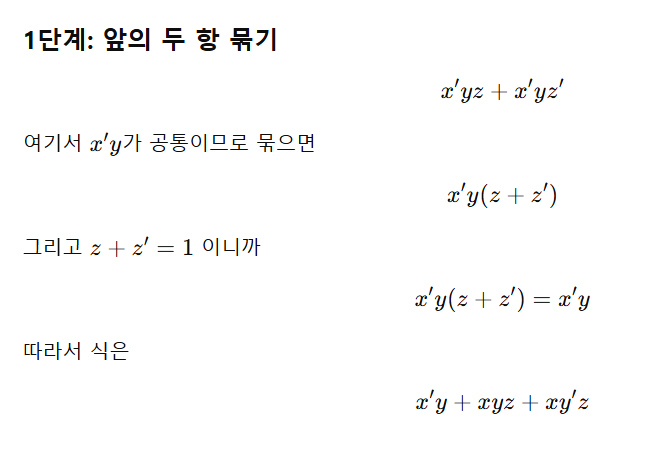 1단계: 앞의 두 항 묶기
x′yz + x′yz′
여기서 x′y가 공통이므로 묶으면
x′y(z + z′)
그리고 z + z′ = 1 이니까
x′y(z + z′) = x′y
따라서 식은
x′y + xyz + xy′z